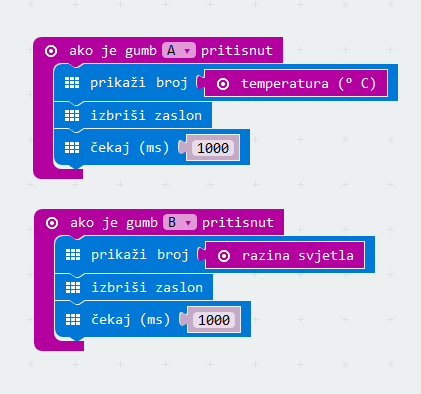 ako je gumb A pritisnut
prikaži broj temperatura (° C)
izbriši zaslon
čekaj (ms) 1000
ako je gumb B pritisnut
prikaži broj razina svjetla
izbriši zaslon
čekaj (ms) 1000